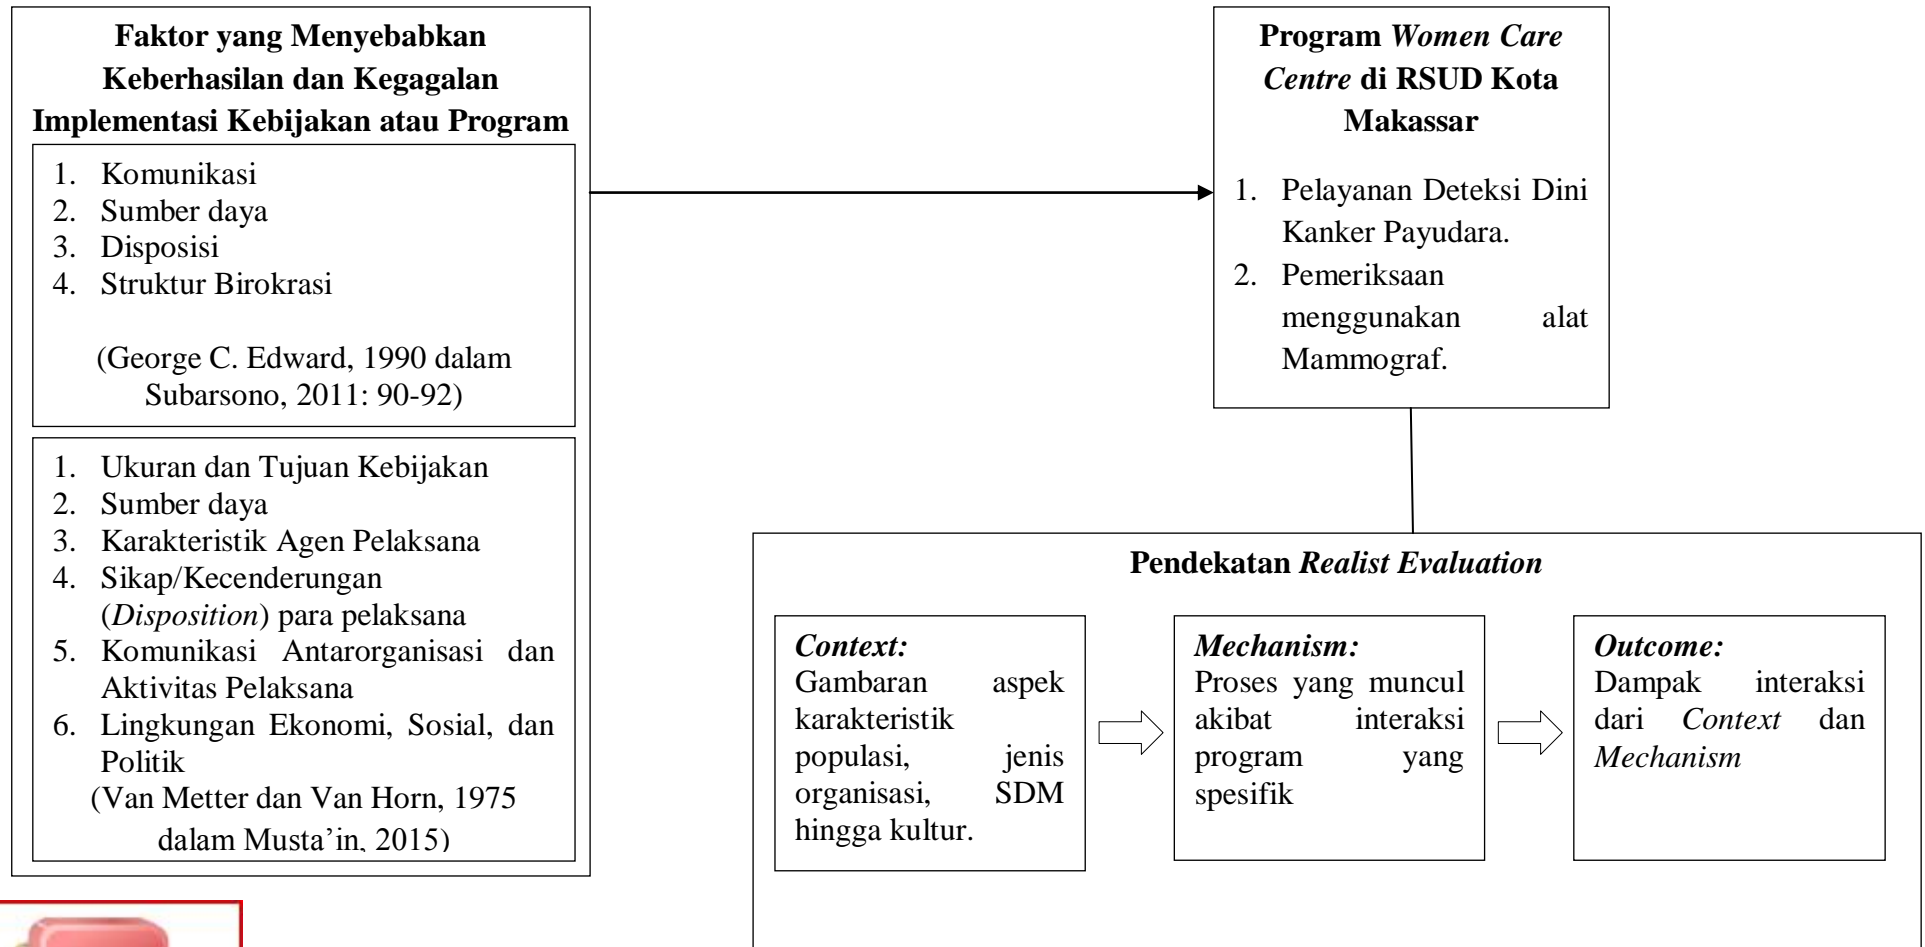 Faktor yang Menyebabkan
Keberhasilan dan Kegagalan
Implementasi Kebijakan atau Program
1. Komunikasi
2. Sumber daya
3. Disposisi
4. Struktur Birokrasi
(George C. Edward, 1990 dalam
Subarsono, 2011: 90-92)
1. Ukuran dan Tujuan Kebijakan
2. Sumber daya
3. Karakteristik Agen Pelaksana
4. Sikap/Kecenderungan
(Disposition) para pelaksana
5. Komunikasi Antarorganisasi dan
Aktivitas Pelaksana
6. Lingkungan Ekonomi, Sosial, dan
Politik
(Van Metter dan Van Horn, 1975
dalam Musta’in, 2015)
Program Women Care
Centre di RSUD Kota
Makassar
1. Pelayanan Deteksi Dini
Kanker Payudara.
2. Pemeriksaan
menggunakan alat
Mammograf.
Pendekatan Realist Evaluation
Context:
Gambaran aspek
karakteristik
populasi, jenis
organisasi, SDM
hingga kultur.
Mechanism:
Proses yang muncul
akibat interaksi
program yang
spesifik
Outcome:
Dampak interaksi
dari Context dan
Mechanism